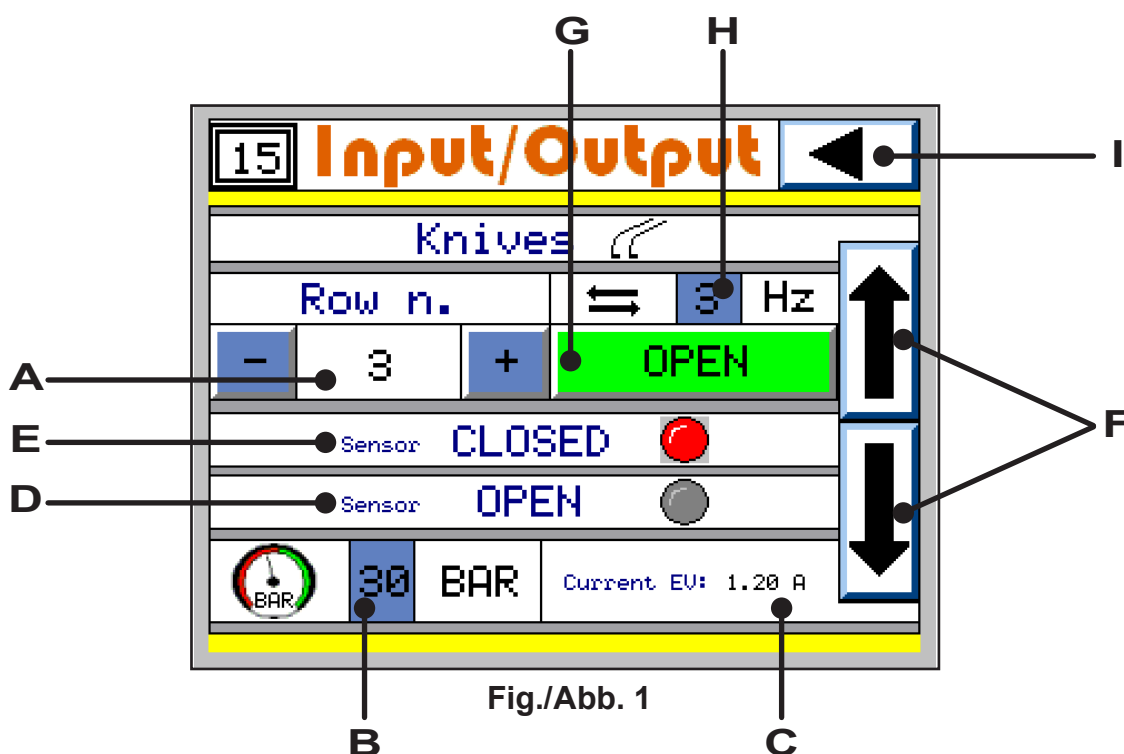 G H
15 Input/Output I
Knives
Row n. 3 Hz
- 3 + OPEN
A
E Sensor CLOSED
F
D Sensor OPEN
BAR 30 BAR Current EV: 1.20 A
Fig./Abb. 1
B C